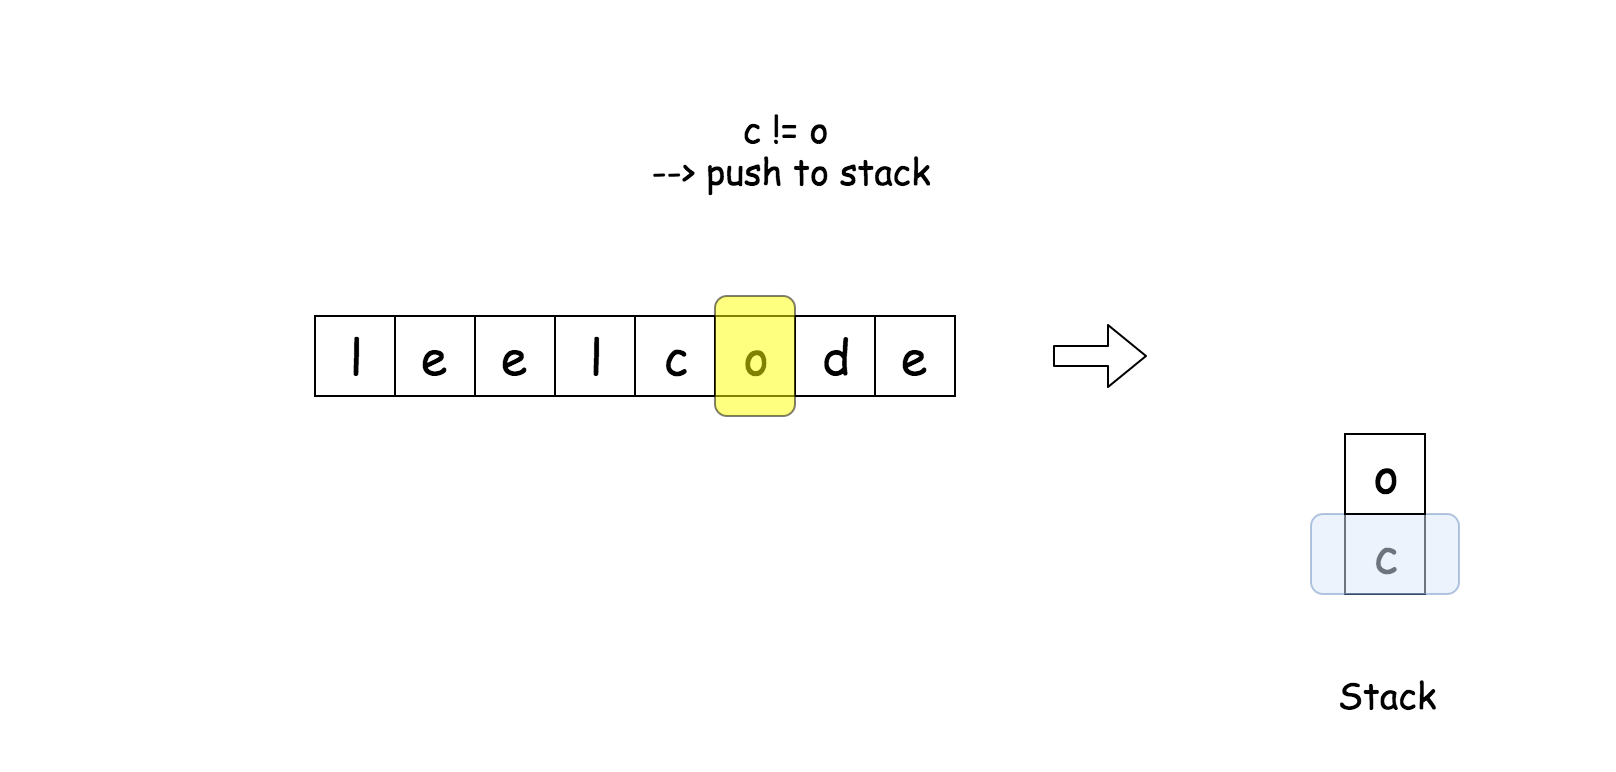 c != o
--> push to stack
l e e l c o d e
o
c
Stack